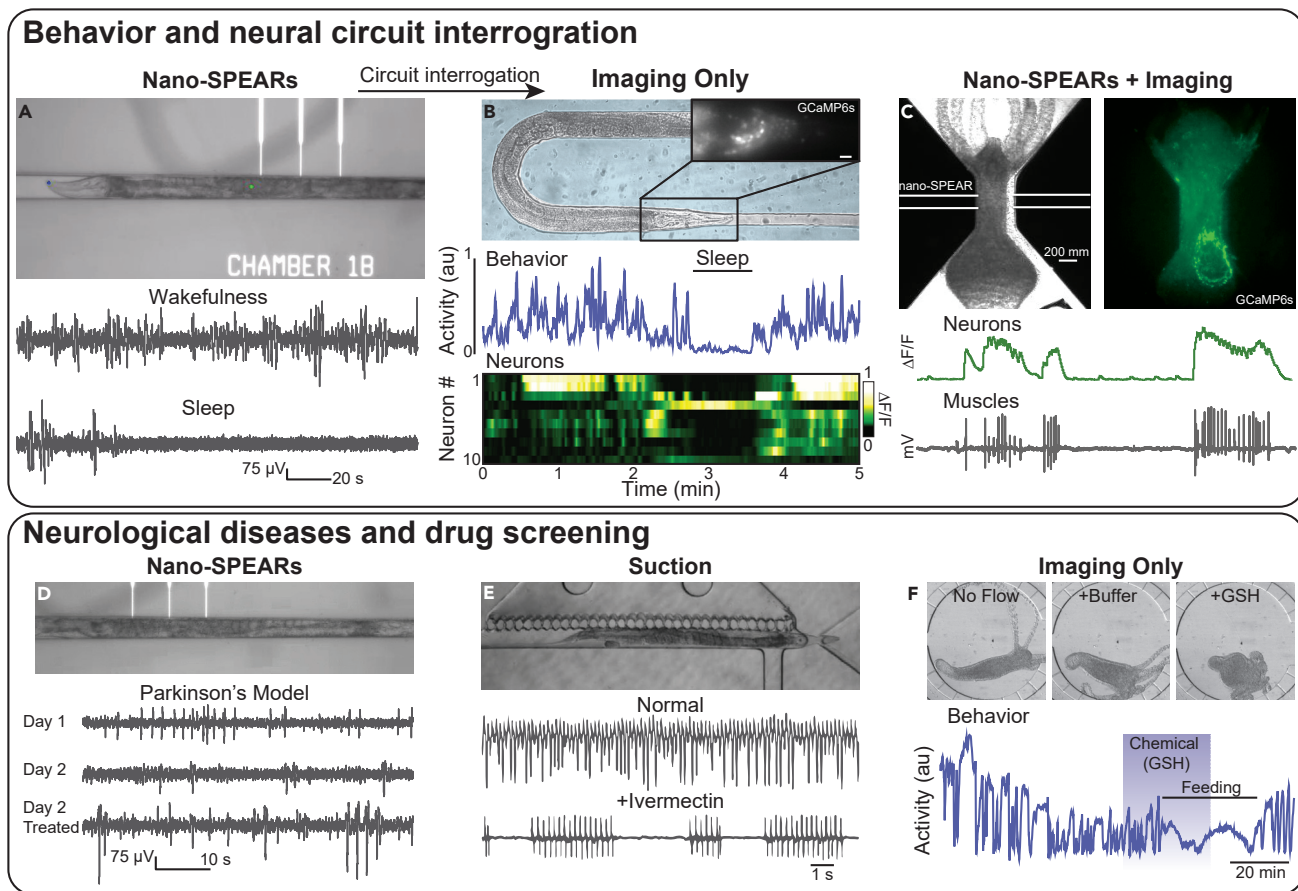 Behavior and neural circuit interrogration
Nano-SPEARs
Circuit interrogation
Imaging Only
Nano-SPEARs + Imaging
A
CHAMBER 1B
Wakefulness
Sleep
75 µV
20 s
B
GCaMP6s
Behavior
Sleep
Activity (au)
1
0
Neurons
Neuron #
1
10
1
0
ΔF/F
0 1 2 3 4 5
Time (min)
C
nano-SPEAR
200 mm
GCaMP6s
Neurons
ΔF/F
Muscles
mV
Neurological diseases and drug screening
Nano-SPEARs
Suction
Imaging Only
D
Parkinson's Model
Day 1
Day 2
Day 2
Treated
75 µV
10 s
E
Normal
+Ivermectin
1 s
F
No Flow
+Buffer
+GSH
Behavior
Activity (au)
Chemical
(GSH)
Feeding
20 min